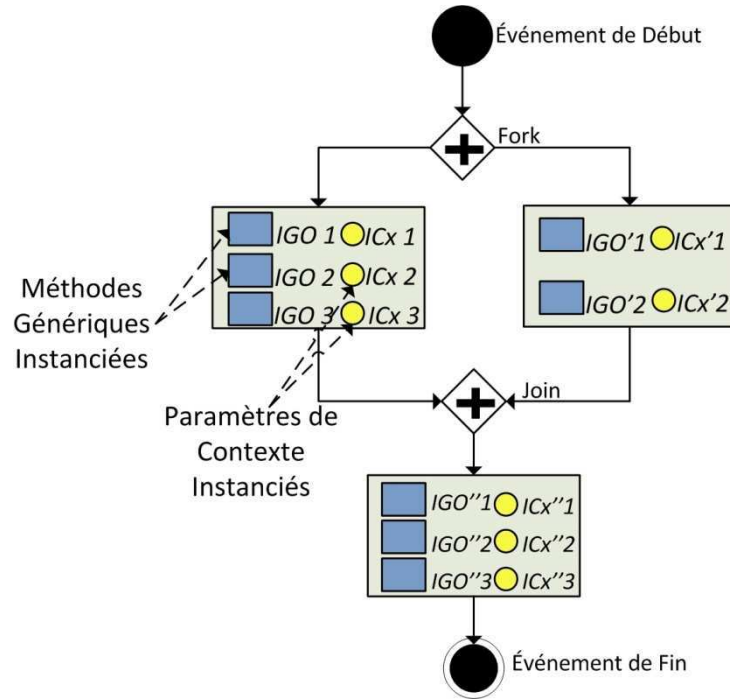 Événement de Début
Fork
IGO 1 ICx 1
IGO'1 ICx'1
IGO 2 ICx 2
IGO 3 ICx 3
IGO'2 ICx'2
Méthodes
Génériques
Instanciées
Join
Paramètres de
Contexte
Instanciés
IGO''1 ICx''1
IGO''2 ICx''2
IGO''3 ICx''3
Événement de Fin